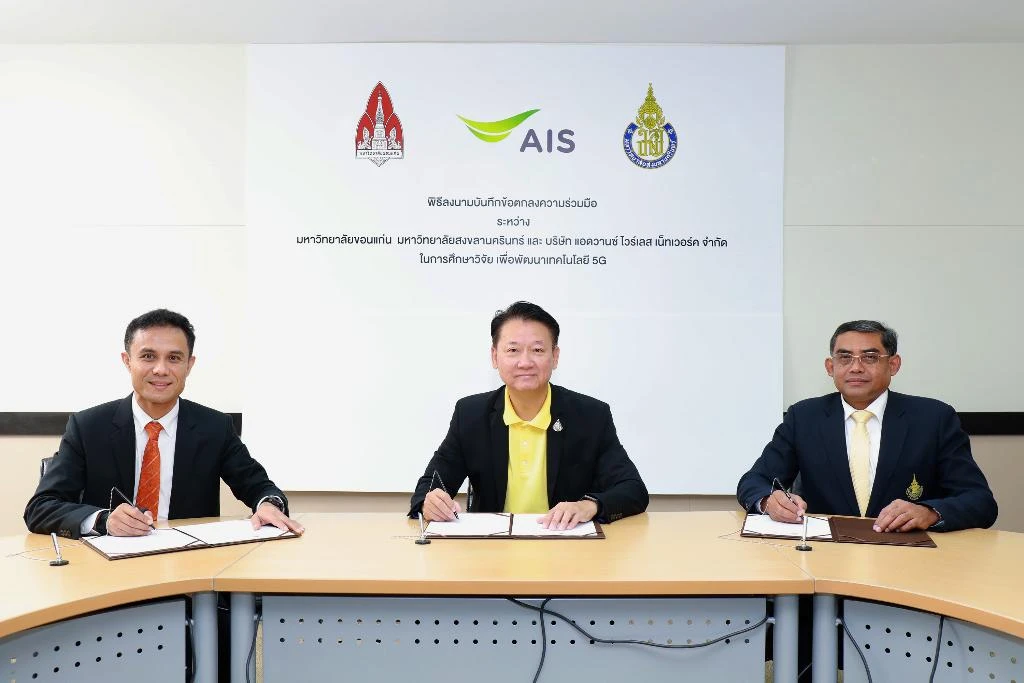 AIS
พิธีลงนามบันทึกข้อตกลงความร่วมมือ
ระหว่าง
มหาวิทยาลัยขอนแก่น มหาวิทยาลัยสงขลานครินทร์ และ บริษัท แอดวานซ์ ไวร์เลส เน็ทเวอร์ค จำกัด
ในการศึกษาวิจัย เพื่อพัฒนาเทคโนโลยี 5G